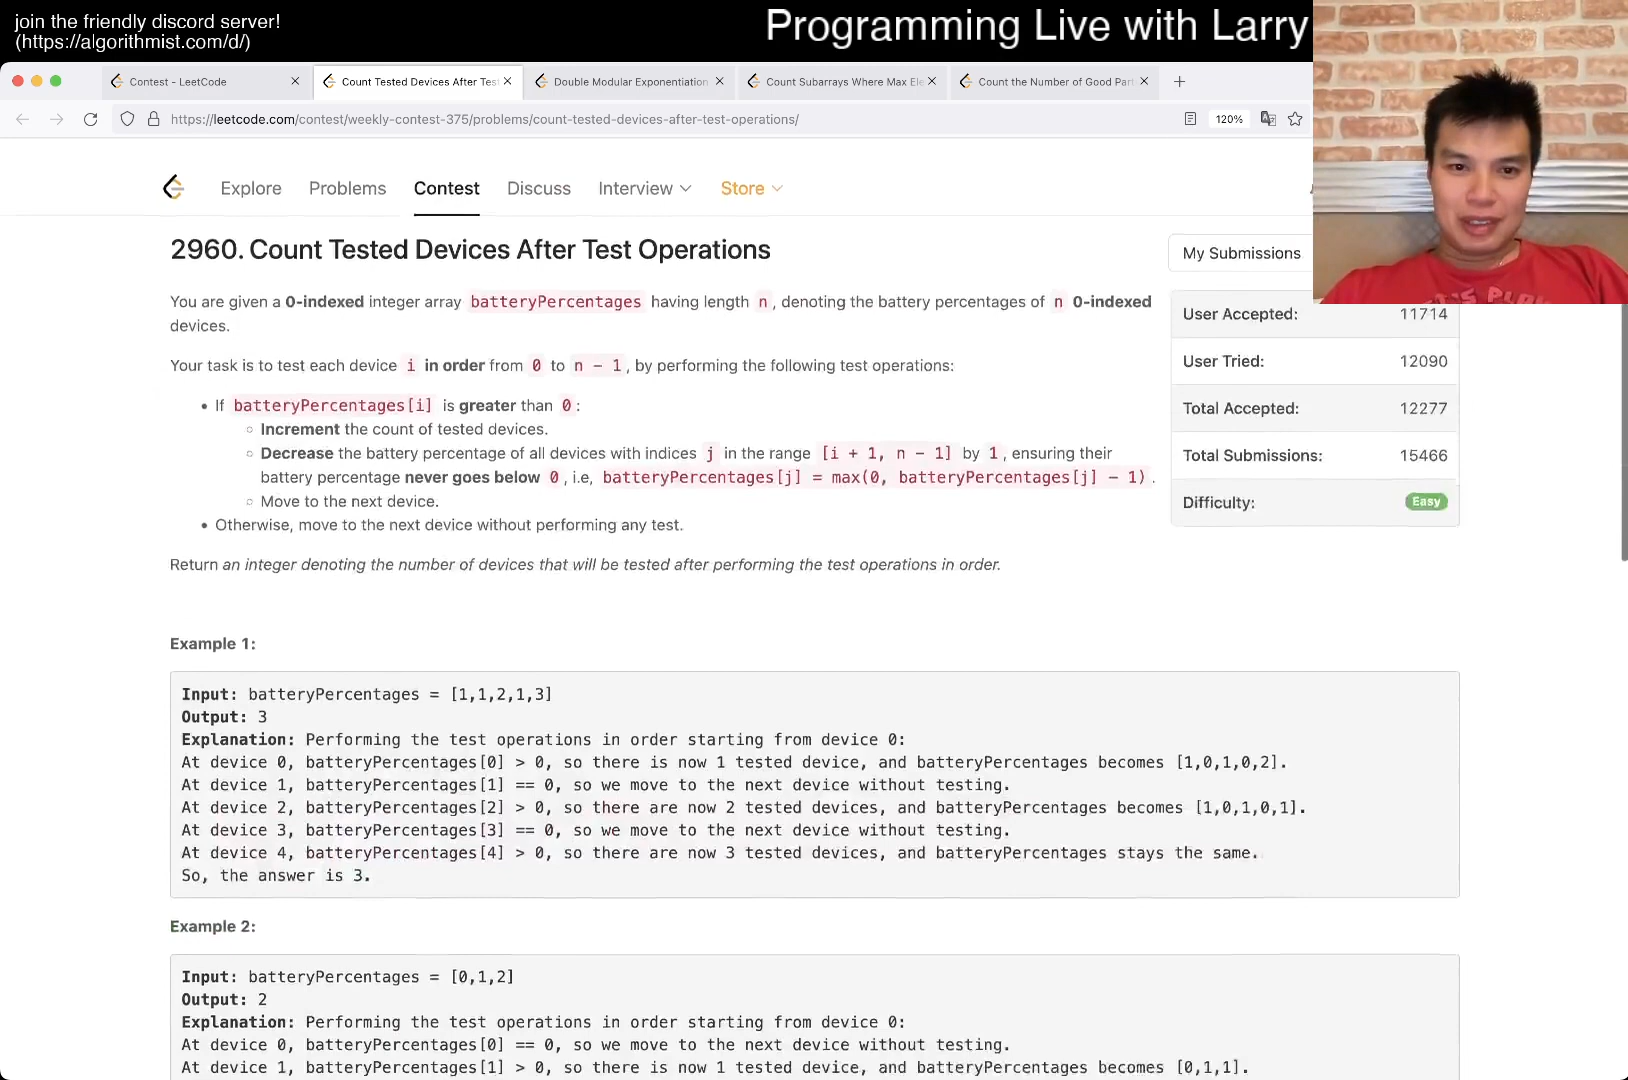 join the friendly discord server!
(https://algorithmist.com/d/)
Programming Live with Larry
Contest - LeetCode
Count Tested Devices After Test
Double Modular Exponentiation
Count Subarrays Where Max Ele
Count the Number of Good Part
https://leetcode.com/contest/weekly-contest-375/problems/count-tested-devices-after-test-operations/
120%
Explore
Problems
Contest
Discuss
Interview
Store
2960. Count Tested Devices After Test Operations
My Submissions
You are given a 0-indexed integer array batteryPercentages having length n, denoting the battery percentages of n 0-indexed
devices.
Your task is to test each device i in order from 0 to n - 1, by performing the following test operations:
• If batteryPercentages[i] is greater than 0:
◦ Increment the count of tested devices.
◦ Decrease the battery percentage of all devices with indices j in the range [i + 1, n - 1] by 1, ensuring their
battery percentage never goes below 0, i.e, batteryPercentages[j] = max(0, batteryPercentages[j] - 1).
◦ Move to the next device.
• Otherwise, move to the next device without performing any test.
Return an integer denoting the number of devices that will be tested after performing the test operations in order.
User Accepted: 11714
User Tried: 12090
Total Accepted: 12277
Total Submissions: 15466
Difficulty: Easy
Example 1:
Input: batteryPercentages = [1,1,2,1,3]
Output: 3
Explanation: Performing the test operations in order starting from device 0:
At device 0, batteryPercentages[0] > 0, so there is now 1 tested device, and batteryPercentages becomes [1,0,1,0,2].
At device 1, batteryPercentages[1] == 0, so we move to the next device without testing.
At device 2, batteryPercentages[2] > 0, so there are now 2 tested devices, and batteryPercentages becomes [1,0,1,0,1].
At device 3, batteryPercentages[3] == 0, so we move to the next device without testing.
At device 4, batteryPercentages[4] > 0, so there are now 3 tested devices, and batteryPercentages stays the same.
So, the answer is 3.
Example 2:
Input: batteryPercentages = [0,1,2]
Output: 2
Explanation: Performing the test operations in order starting from device 0:
At device 0, batteryPercentages[0] == 0, so we move to the next device without testing.
At device 1, batteryPercentages[1] > 0, so there is now 1 tested device, and batteryPercentages becomes [0,1,1].